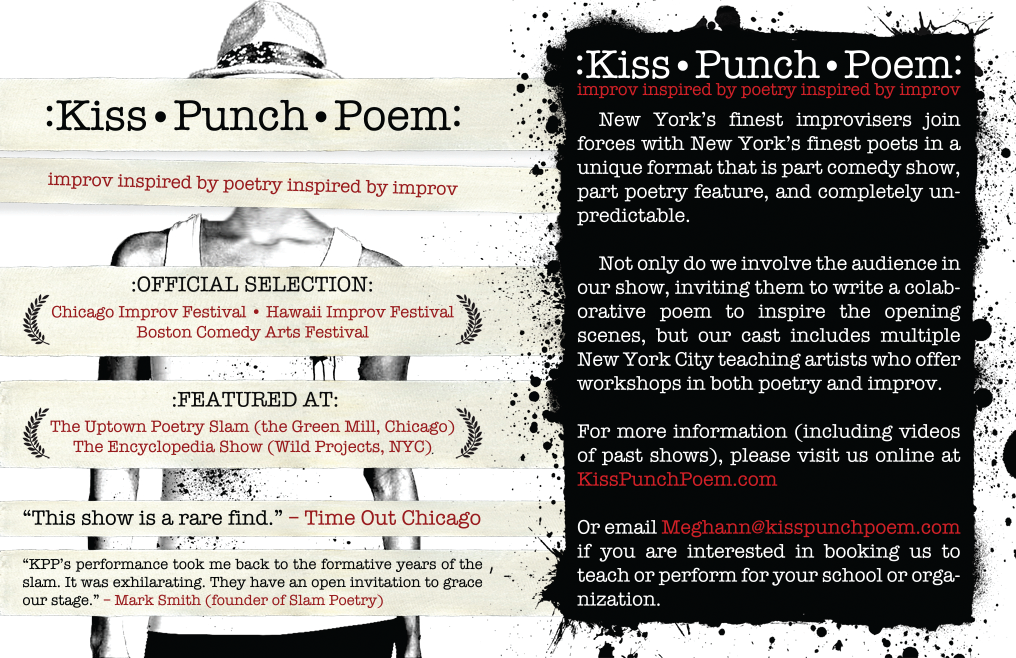 :Kiss•Punch•Poem:
improv inspired by poetry inspired by improv
:OFFICIAL SELECTION:
Chicago Improv Festival • Hawaii Improv Festival
Boston Comedy Arts Festival
:FEATURED AT:
The Uptown Poetry Slam (the Green Mill, Chicago)
The Encyclopedia Show (Wild Projects, NYC)
“This show is a rare find.” – Time Out Chicago
“KPP’s performance took me back to the formative years of the
slam. It was exhilarating. They have an open invitation to grace
our stage.” – Mark Smith (founder of Slam Poetry)
:Kiss•Punch•Poem:
improv inspired by poetry inspired by improv
New York’s finest improvisers join
forces with New York’s finest poets in a
unique format that is part comedy show,
part poetry feature, and completely un-
predictable.
Not only do we involve the audience in
our show, inviting them to write a colab-
orative poem to inspire the opening
scenes, but our cast includes multiple
New York City teaching artists who offer
workshops in both poetry and improv.
For more information (including videos
of past shows), please visit us online at
KissPunchPoem.com
Or email Meghann@kisspunchpoem.com
if you are interested in booking us to
teach or perform for your school or orga-
nization.